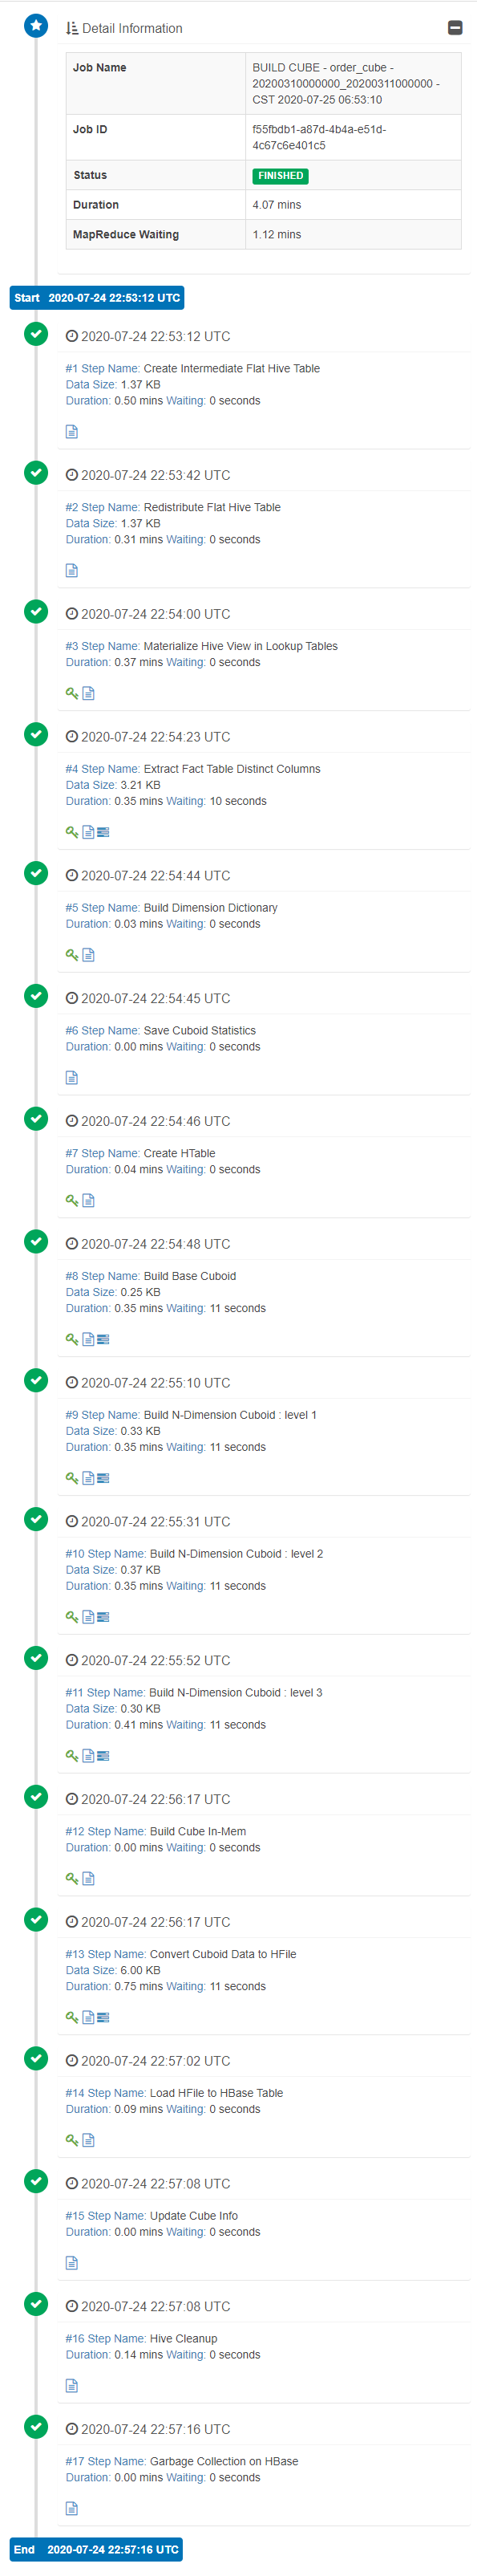 Detail Information
Job Name
BUILD CUBE - order_cube -
20200310000000_20200311000000 -
CST 2020-07-25 06:53:10
Job ID
f55fbdb1-a87d-4b4a-e51d-
4c67c6e401c5
Status
FINISHED
Duration
4.07 mins
MapReduce Waiting
1.12 mins
Start 2020-07-24 22:53:12 UTC
2020-07-24 22:53:12 UTC
#1 Step Name: Create Intermediate Flat Hive Table
Data Size: 1.37 KB
Duration: 0.50 mins Waiting: 0 seconds
2020-07-24 22:53:42 UTC
#2 Step Name: Redistribute Flat Hive Table
Data Size: 1.37 KB
Duration: 0.31 mins Waiting: 0 seconds
2020-07-24 22:54:00 UTC
#3 Step Name: Materialize Hive View in Lookup Tables
Duration: 0.37 mins Waiting: 0 seconds
2020-07-24 22:54:23 UTC
#4 Step Name: Extract Fact Table Distinct Columns
Data Size: 3.21 KB
Duration: 0.35 mins Waiting: 10 seconds
2020-07-24 22:54:44 UTC
#5 Step Name: Build Dimension Dictionary
Duration: 0.03 mins Waiting: 0 seconds
2020-07-24 22:54:45 UTC
#6 Step Name: Save Cuboid Statistics
Duration: 0.00 mins Waiting: 0 seconds
2020-07-24 22:54:46 UTC
#7 Step Name: Create HTable
Duration: 0.04 mins Waiting: 0 seconds
2020-07-24 22:54:48 UTC
#8 Step Name: Build Base Cuboid
Data Size: 0.25 KB
Duration: 0.35 mins Waiting: 11 seconds
2020-07-24 22:55:10 UTC
#9 Step Name: Build N-Dimension Cuboid : level 1
Data Size: 0.33 KB
Duration: 0.35 mins Waiting: 11 seconds
2020-07-24 22:55:31 UTC
#10 Step Name: Build N-Dimension Cuboid : level 2
Data Size: 0.37 KB
Duration: 0.35 mins Waiting: 11 seconds
2020-07-24 22:55:52 UTC
#11 Step Name: Build N-Dimension Cuboid : level 3
Data Size: 0.30 KB
Duration: 0.41 mins Waiting: 11 seconds
2020-07-24 22:56:17 UTC
#12 Step Name: Build Cube In-Mem
Duration: 0.00 mins Waiting: 0 seconds
2020-07-24 22:56:17 UTC
#13 Step Name: Convert Cuboid Data to HFile
Data Size: 6.00 KB
Duration: 0.75 mins Waiting: 11 seconds
2020-07-24 22:57:02 UTC
#14 Step Name: Load HFile to HBase Table
Duration: 0.09 mins Waiting: 0 seconds
2020-07-24 22:57:08 UTC
#15 Step Name: Update Cube Info
Duration: 0.00 mins Waiting: 0 seconds
2020-07-24 22:57:08 UTC
#16 Step Name: Hive Cleanup
Duration: 0.14 mins Waiting: 0 seconds
2020-07-24 22:57:16 UTC
#17 Step Name: Garbage Collection on HBase
Duration: 0.00 mins Waiting: 0 seconds
End 2020-07-24 22:57:16 UTC